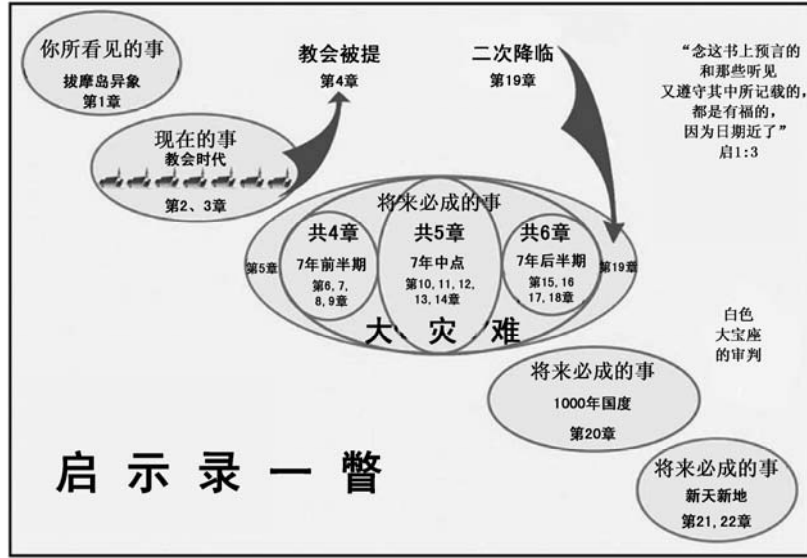 你所看见的事
拔摩岛异象
第1章
教会被提
第4章
二次降临
第19章
“念这书上预言的
和那些听见
又遵守其中所记载的，
都是有福的，
因为日期近了”
启1:3
现在的事
教会时代
第2、3章
将来必成的事
第5章
共4章
7年前半期
第6, 7,
8, 9章
共5章
7年中点
第10, 11, 12,
13, 14章
共6章
7年后半期
第15, 16
17, 18章
第19章
大 灾 难
白色
大宝座
的审判
将来必成的事
1000年国度
第20章
将来必成的事
新天新地
第21, 22章
启 示 录 一 瞥